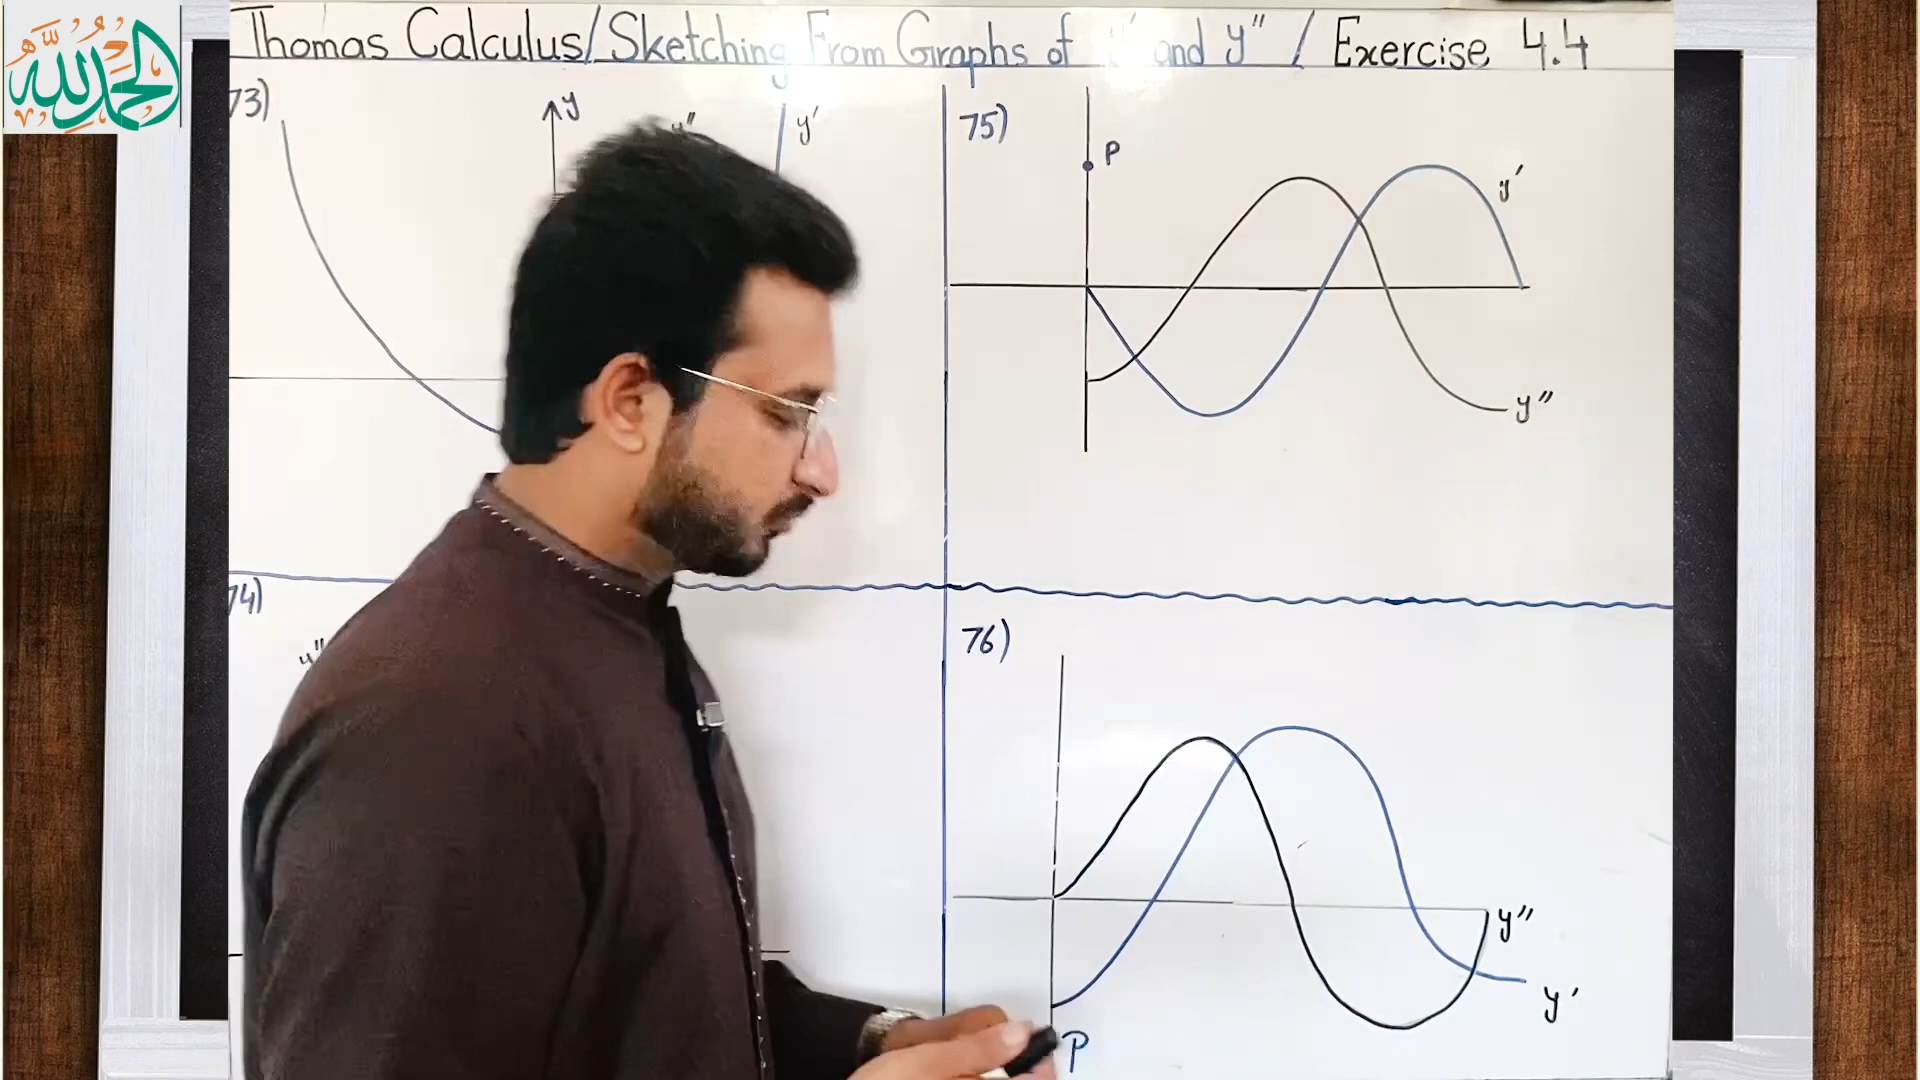 الحمد لله
Thomas Calculus/Sketching From Graphs of y' and y" / Exercise 4.4
73)
y
y"
y'
75)
P
y'
y"
74)
y"
76)
y"
y'
P